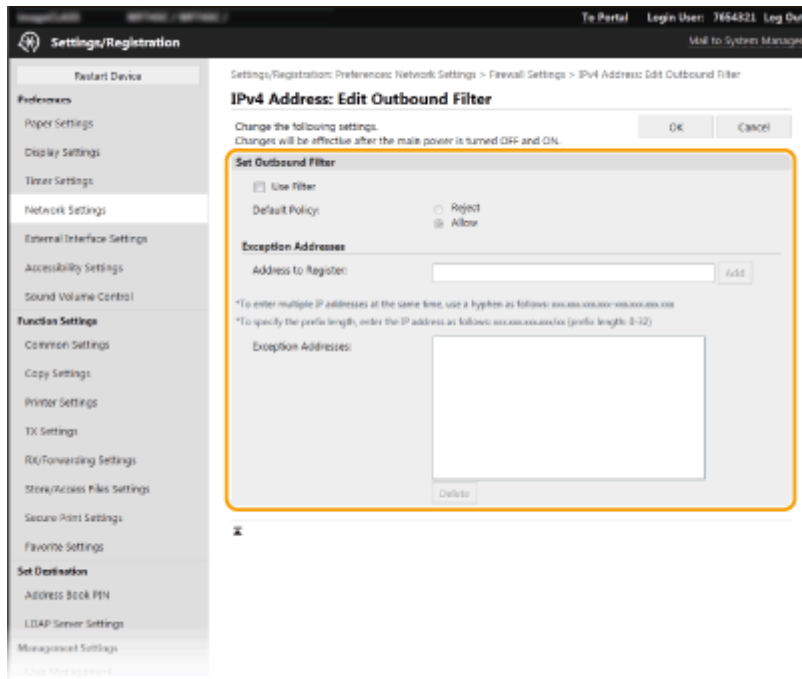 To Portal Login User: 7654321 Log Ou
Settings/Registration
Mail to System Manage
Restart Device
Settings/Registration: Preferences: Network Settings > Firewall Settings > IPv4 Address: Edit Outbound Filter
Preferences
IPv4 Address: Edit Outbound Filter
Paper Settings
Change the following settings.
Changes will be effective after the main power is turned OFF and ON.
OK Cancel
Display Settings
Set Outbound Filter
Timer Settings
Use Filter
Network Settings
Default Policy:
Reject
Allow
External Interface Settings
Exception Addresses
Accessibility Settings
Address to Register:
Add
Sound Volume Control
*To enter multiple IP addresses at the same time, use a hyphen as follows: xxx.xxx.xxx.xxx-xxx.xxx.xxx.xxx
Function Settings
*To specify the prefix length, enter the IP address as follows: xxx.xxx.xxx.xxx/xx (prefix length: 0-32)
Common Settings
Exception Addresses:
Copy Settings
Printer Settings
TX Settings
RX/Forwarding Settings
Store/Access Files Settings
Delete
Secure Print Settings
Favorite Settings
Set Destination
Address Book PIN
LDAP Server Settings
Management Settings
User Management